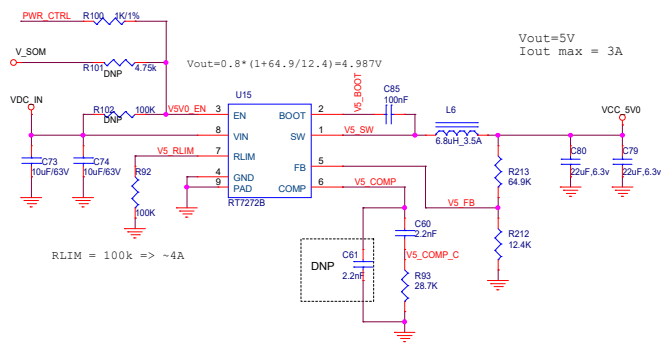 PWR_CTRL
R100 1K/1%
V_SOM
R101 4.75k
DNP
Vout=0.8*(1+64.9/12.4)=4.987V
Vout=5V
Iout max = 3A
VDC_IN
R102 100K
DNP
V5V0_EN
U15
3 EN
8 VIN
7 RLIM
4 GND
9 PAD
BOOT 2
SW 1
FB 5
COMP 6
RT7272B
V5_BOOT
C85
100nF
V5_SW
L6
6.8uH_3.5A
VCC_5V0
C73
10uF/63V
C74
10uF/63V
V5_RLIM
R92
100K
V5_COMP
V5_FB
R213
64.9K
C80
22uF,6.3v
C79
22uF,6.3v
R212
12.4K
C60
2.2nF
C61
2.2nF
DNP
V5_COMP_C
R93
28.7K
RLIM = 100k => ~4A